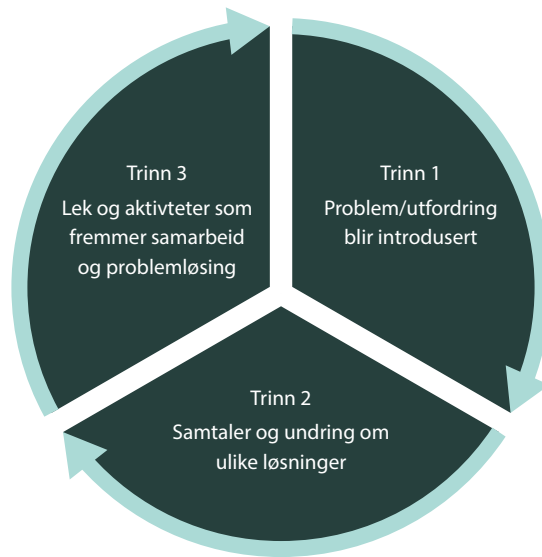 Trinn 1
Problem/utfordring
blir introdusert
Trinn 2
Samtaler og undring om
ulike løsninger
Trinn 3
Lek og aktivteter som
fremmer samarbeid
og problemløsing